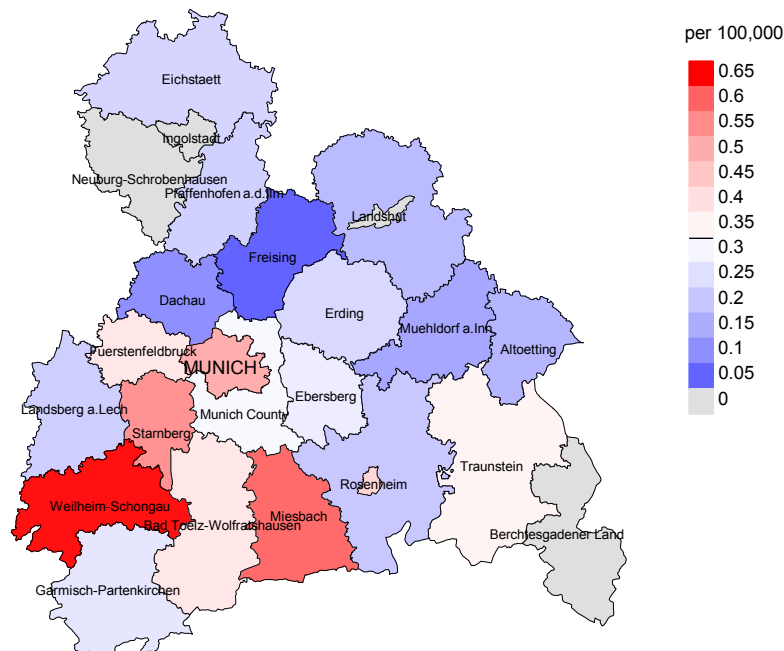 per 100,000
0.65
0.6
0.55
0.5
0.45
0.4
0.35
0.3
0.25
0.2
0.15
0.1
0.05
0
Eichstaett
Ingolstadt
Neuburg-Schrobenhausen
Pfaffenhofen a.d.Ilm
Landshut
Freising
Dachau
Erding
Muehldorf a.Inn
Altoetting
Fuerstenfeldbruck
MUNICH
Ebersberg
Landsberg a.Lech
Munich County
Starnberg
Traunstein
Rosenheim
Weilheim-Schongau
Miesbach
Bad Toelz-Wolfratshausen
Berchtesgadener Land
Garmisch-Partenkirchen